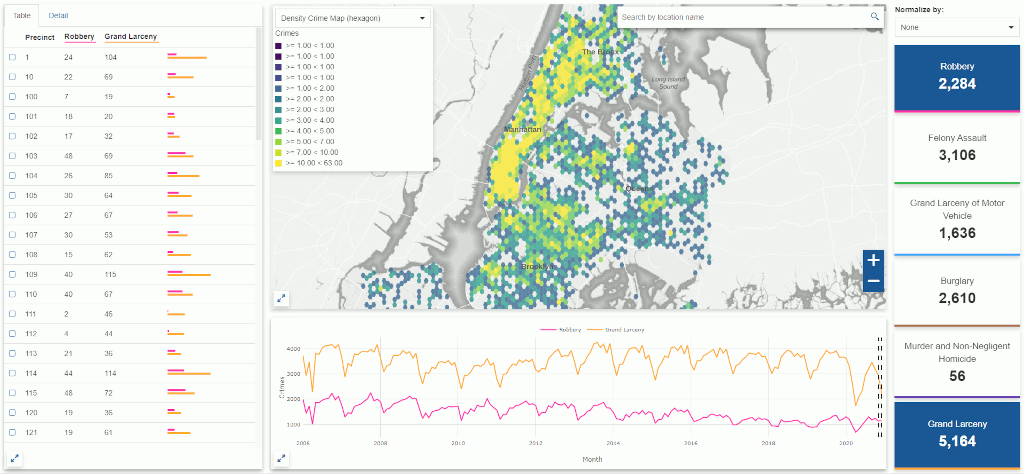 Table Detail
Precinct Robbery Grand Larceny
1 24 104
10 22 69
100 7 19
101 18 20
102 17 32
103 48 69
104 26 85
105 30 64
106 27 67
107 30 53
108 15 62
109 40 115
110 40 67
111 2 46
112 4 44
113 21 36
114 44 114
115 48 72
120 19 36
121 19 61
Density Crime Map (hexagon)
Crimes
>= 1.00 < 1.00
>= 1.00 < 1.00
>= 1.00 < 1.00
>= 1.00 < 2.00
>= 2.00 < 2.00
>= 2.00 < 3.00
>= 3.00 < 4.00
>= 4.00 < 5.00
>= 5.00 < 7.00
>= 7.00 < 10.00
>= 10.00 < 63.00
Search by location name
The Bronx
Long Island
Sound
Manhattan
Queens
Brooklyn
+
−
Robbery Grand Larceny
Crimes
4000
3000
2000
1000
2006 2008 2010 2012 2014 2016 2018 2020
Month
Normalize by:
None
Robbery
2,284
Felony Assault
3,106
Grand Larceny of Motor
Vehicle
1,636
Burglary
2,610
Murder and Non-Negligent
Homicide
56
Grand Larceny
5,164